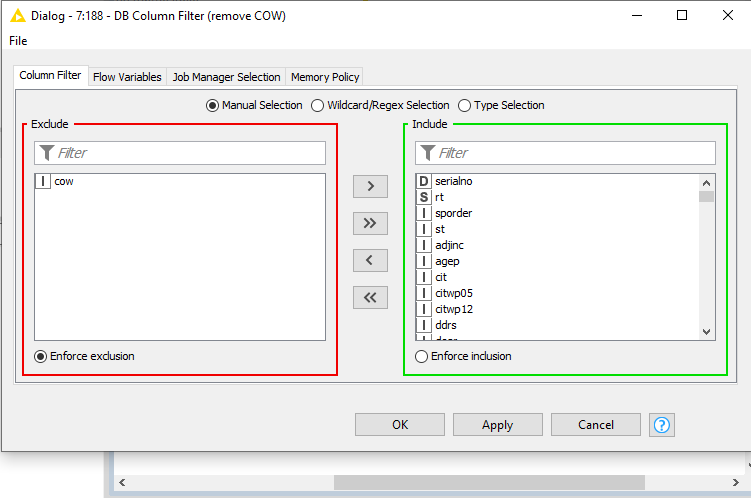 Dialog - 7:188 - DB Column Filter (remove COW)
File
Column Filter Flow Variables Job Manager Selection Memory Policy
Manual Selection Wildcard/Regex Selection Type Selection
Exclude
Filter
I cow
Enforce exclusion
>
>>
<
<<
Include
Filter
D serialno
S rt
I sporder
I st
I adjinc
I agep
I cit
I citwp05
I citwp12
I ddrs
Enforce inclusion
OK Apply Cancel ?